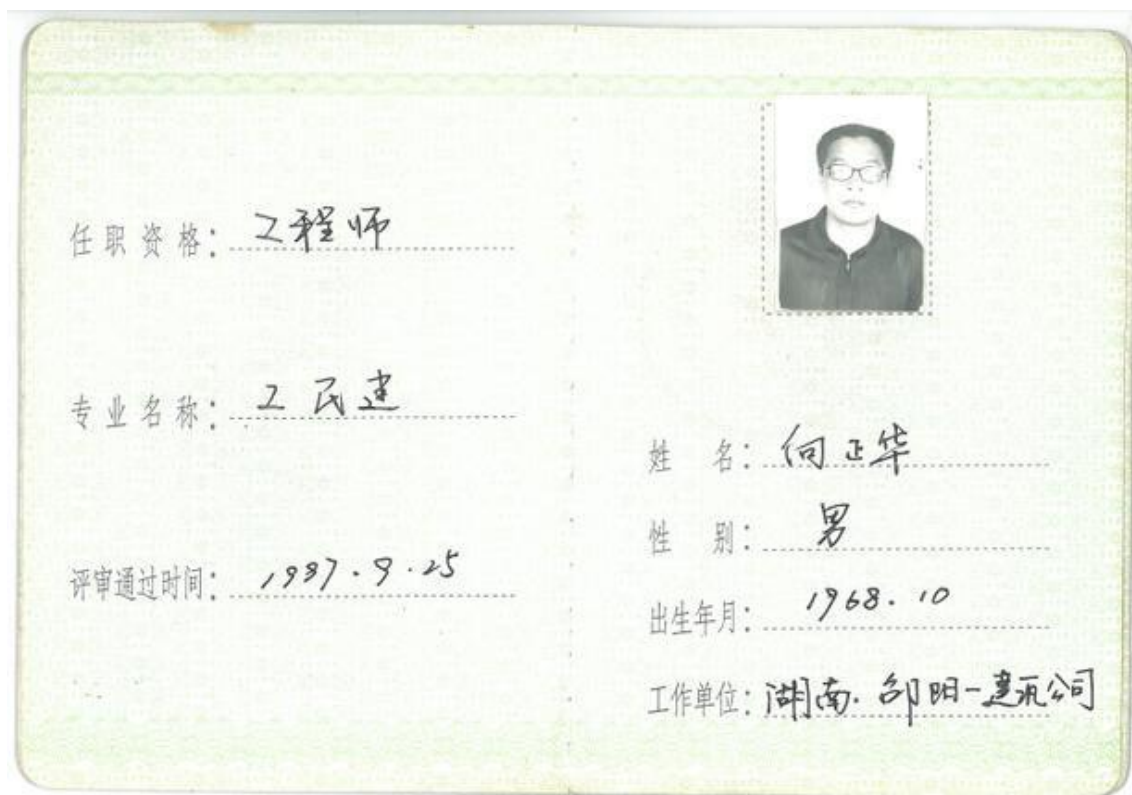 任职资格：工程师
专业名称：工民建
评审通过时间：1997.9.25
姓名：向正华
性别：男
出生年月：1968.10
工作单位：湖南.邵阳一建筑公司